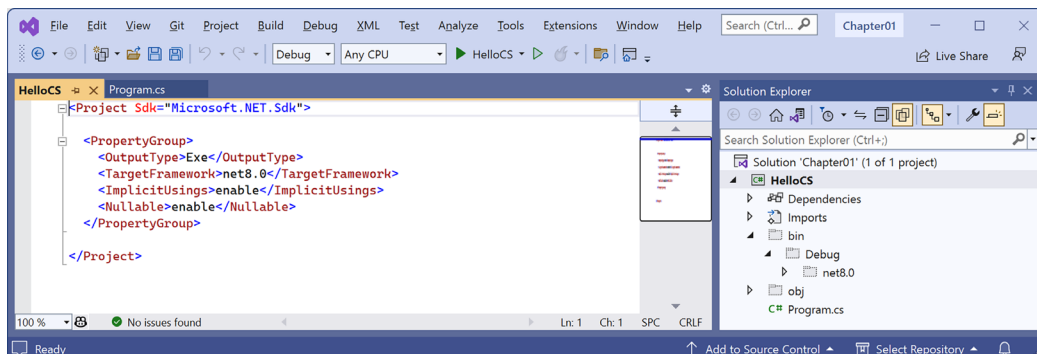 File Edit View Git Project Build Debug XML Test Analyze Tools Extensions Window Help Search (Ctrl... Chapter01
Debug Any CPU HelloCS Live Share
HelloCS Program.cs
<Project Sdk="Microsoft.NET.Sdk">
<PropertyGroup>
<OutputType>Exe</OutputType>
<TargetFramework>net8.0</TargetFramework>
<ImplicitUsings>enable</ImplicitUsings>
<Nullable>enable</Nullable>
</PropertyGroup>
</Project>
100 % No issues found Ln: 1 Ch: 1 SPC CRLF
Solution Explorer
Search Solution Explorer (Ctrl+;)
Solution 'Chapter01' (1 of 1 project)
C# HelloCS
Dependencies
Imports
bin
Debug
net8.0
obj
C# Program.cs
Ready Add to Source Control Select Repository